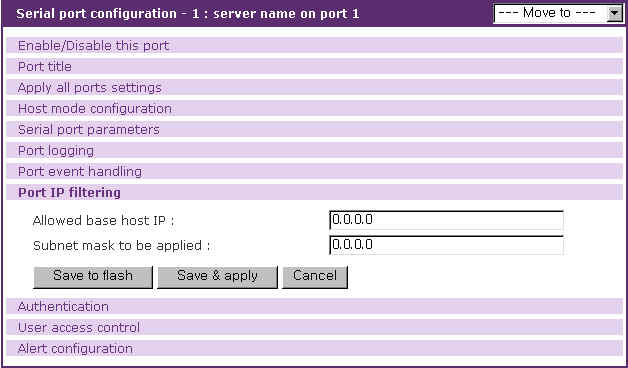 Serial port configuration - 1 : server name on port 1 --- Move to ---
Enable/Disable this port
Port title
Apply all ports settings
Host mode configuration
Serial port parameters
Port logging
Port event handling
Port IP filtering
Allowed base host IP : 0.0.0.0
Subnet mask to be applied : 0.0.0.0
Save to flash Save & apply Cancel
Authentication
User access control
Alert configuration